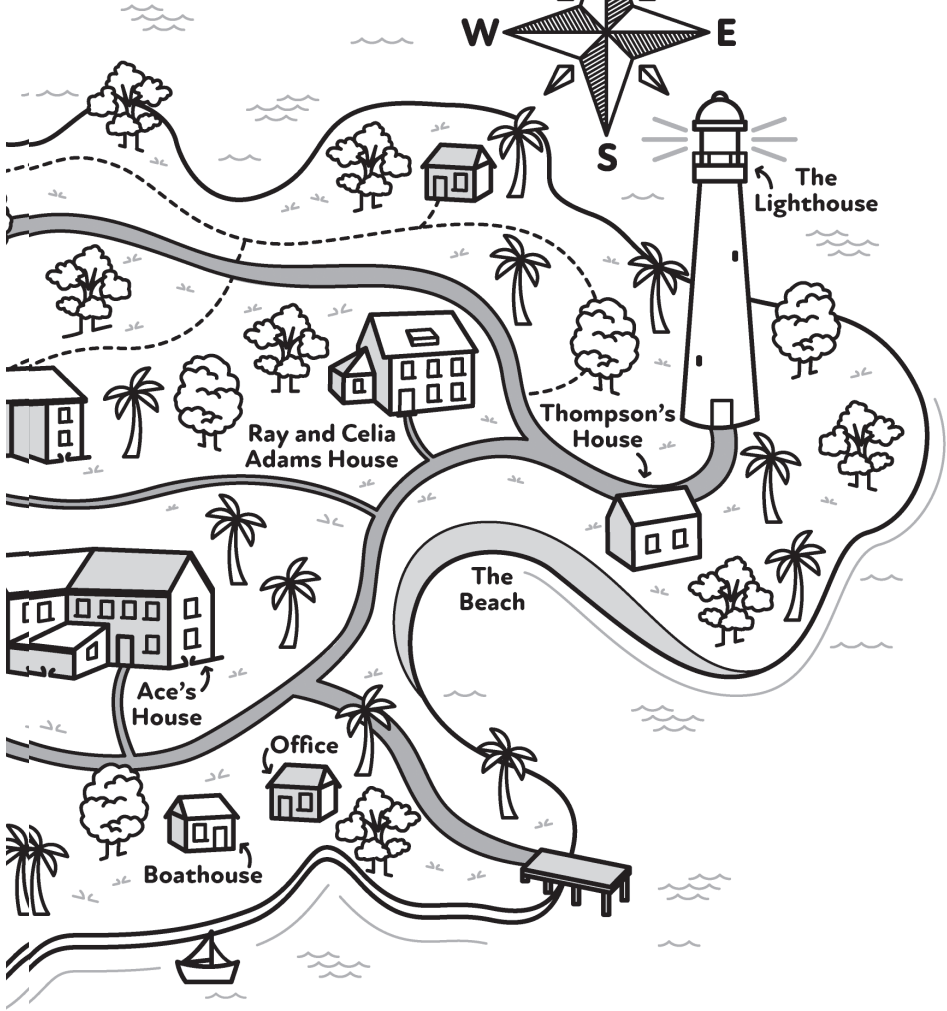 W
E
S
The
Lighthouse
Thompson's
House
Ray and Celia
Adams House
The
Beach
Ace's
House
Office
Boathouse